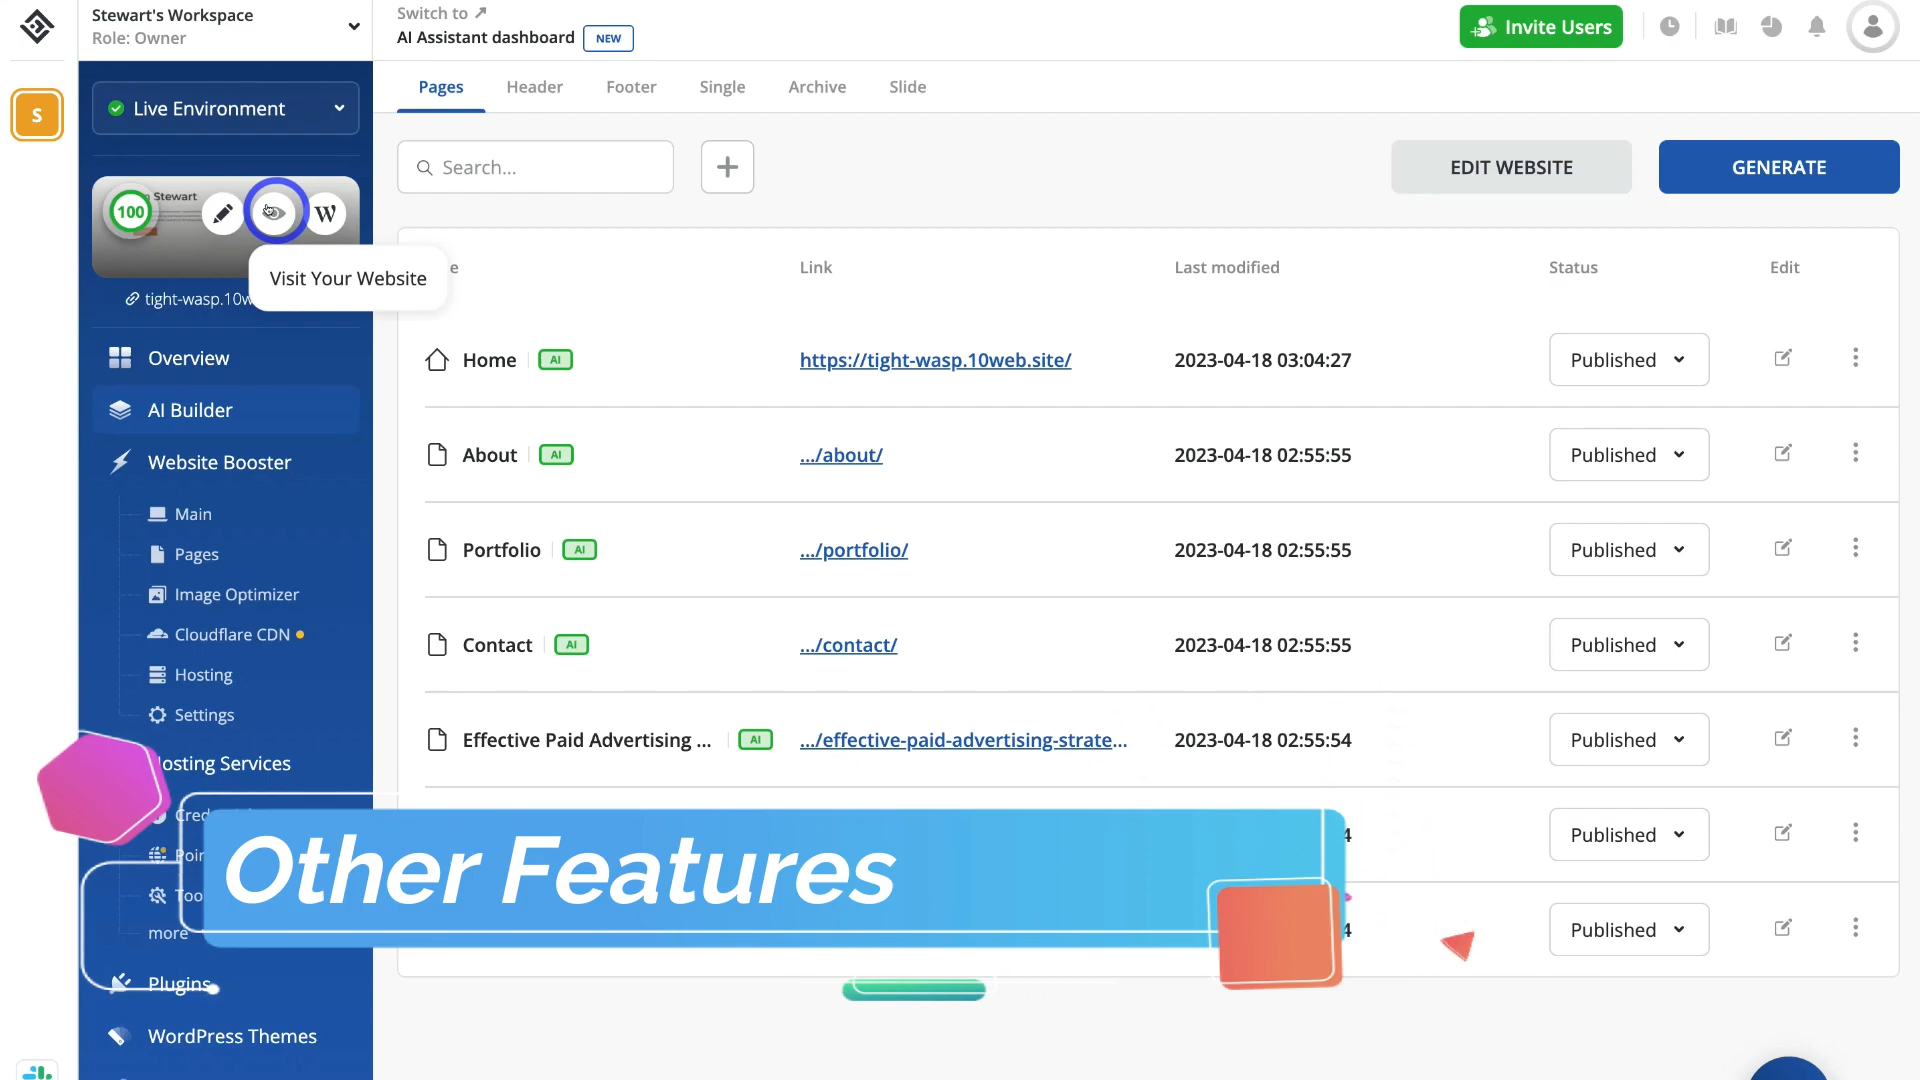 Stewart's Workspace
Role: Owner
Switch to
AI Assistant dashboard NEW
Invite Users
S
Live Environment
Pages Header Footer Single Archive Slide
Search...
EDIT WEBSITE
GENERATE
100
Stewart
W
Visit Your Website
tight-wasp.10w
Link Last modified Status Edit
Overview
AI Builder
Website Booster
Main
Pages
Image Optimizer
Cloudflare CDN
Hosting
Settings
Hosting Services
more
Plugins
WordPress Themes
Home AI https://tight-wasp.10web.site/ 2023-04-18 03:04:27 Published
About AI .../about/ 2023-04-18 02:55:55 Published
Portfolio AI .../portfolio/ 2023-04-18 02:55:55 Published
Contact AI .../contact/ 2023-04-18 02:55:55 Published
Effective Paid Advertising ... AI .../effective-paid-advertising-strate... 2023-04-18 02:55:54 Published
4 Published
4 Published
Other Features